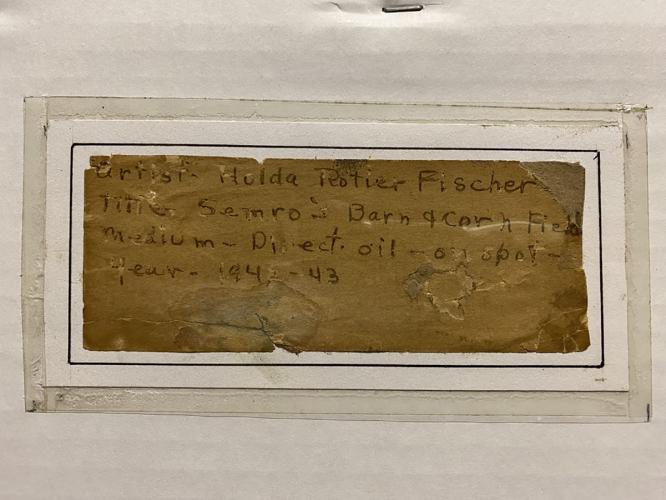 Artist- Hulda Rotier Fischer
Title- Semro's Barn & Corn Field
Medium- Direct oil - on spot -
Year- 1942-43